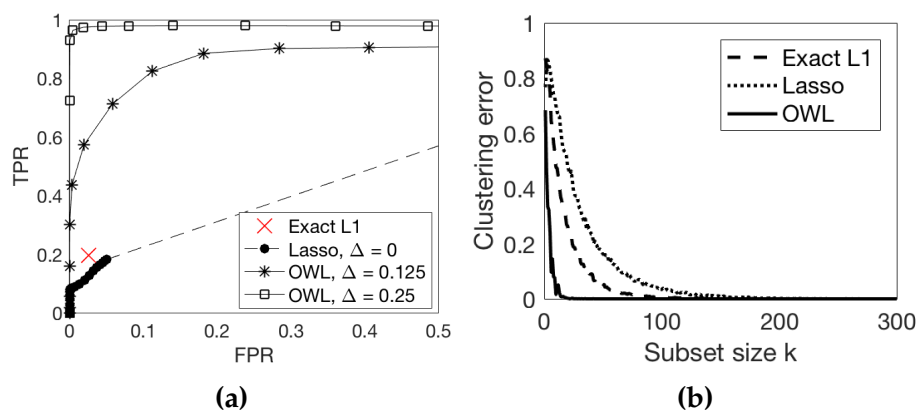 (a)
1
0.8
0.6
0.4
0.2
0
TPR
0
0.1
0.2
0.3
0.4
0.5
FPR
Exact L1
Lasso, Δ = 0
OWL, Δ = 0.125
OWL, Δ = 0.25
(a)
(b)
1
0.8
0.6
0.4
0.2
0
Clustering error
0
100
200
300
Subset size k
Exact L1
Lasso
OWL
(b)